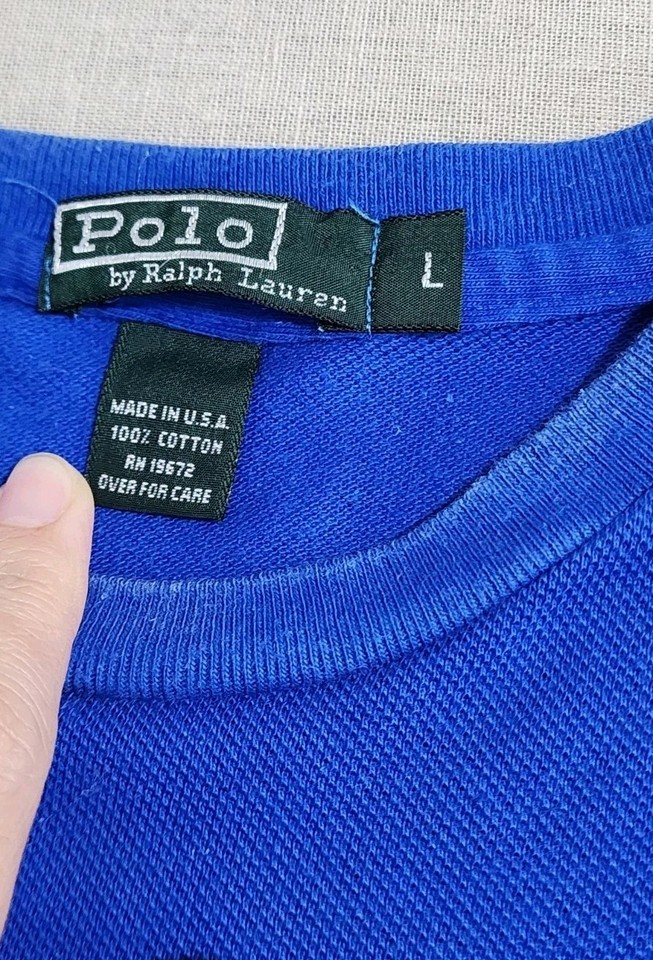 Polo
by Ralph Lauren
L
MADE IN U.S.A.
100% COTTON
RN 19672
OVER FOR CARE